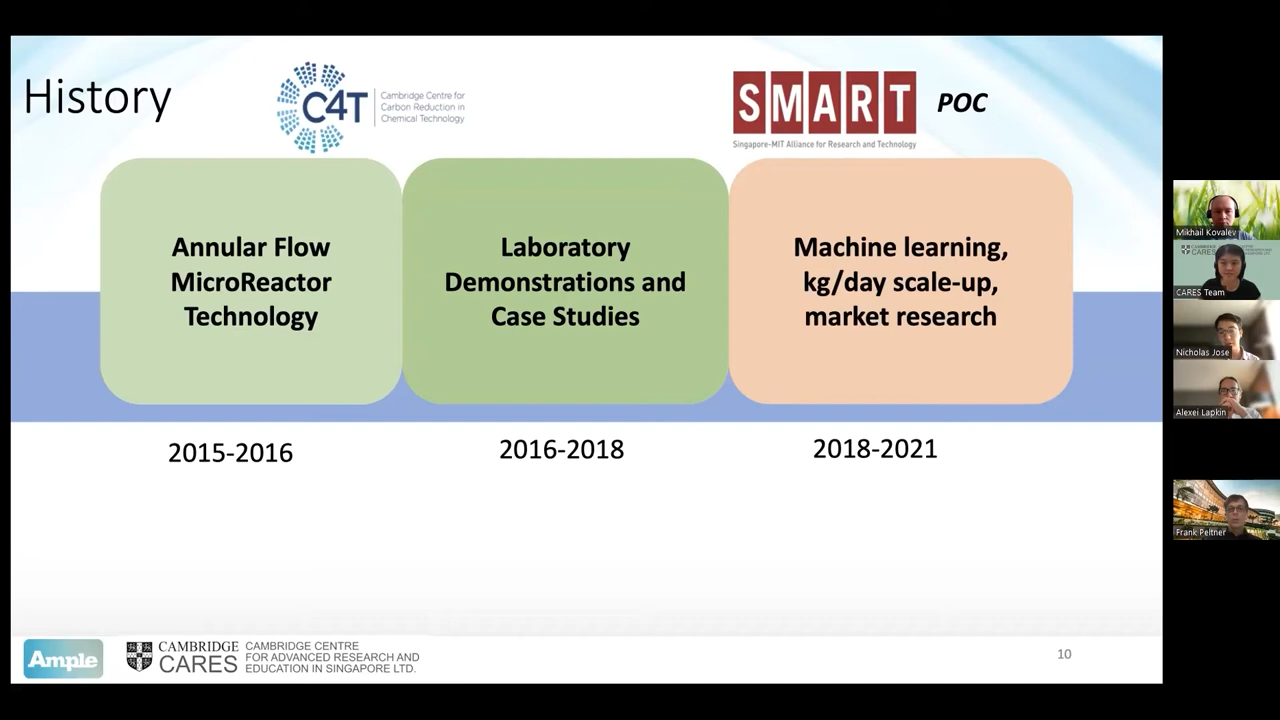 History
C4T
Cambridge Centre for
Carbon Reduction in
Chemical Technology
SMART
Singapore-MIT Alliance for Research and Technology
POC
Annular Flow
MicroReactor
Technology
Laboratory
Demonstrations and
Case Studies
Machine learning,
kg/day scale-up,
market research
2015-2016
2016-2018
2018-2021
Ample
CAMBRIDGE
CARES
CAMBRIDGE CENTRE
FOR ADVANCED RESEARCH AND
EDUCATION IN SINGAPORE LTD.
10
Mikhail Kovalev
CAMBRIDGE
CARES
CARES Team
Nicholas Jose
Alexei Lapkin
Frank Peltner